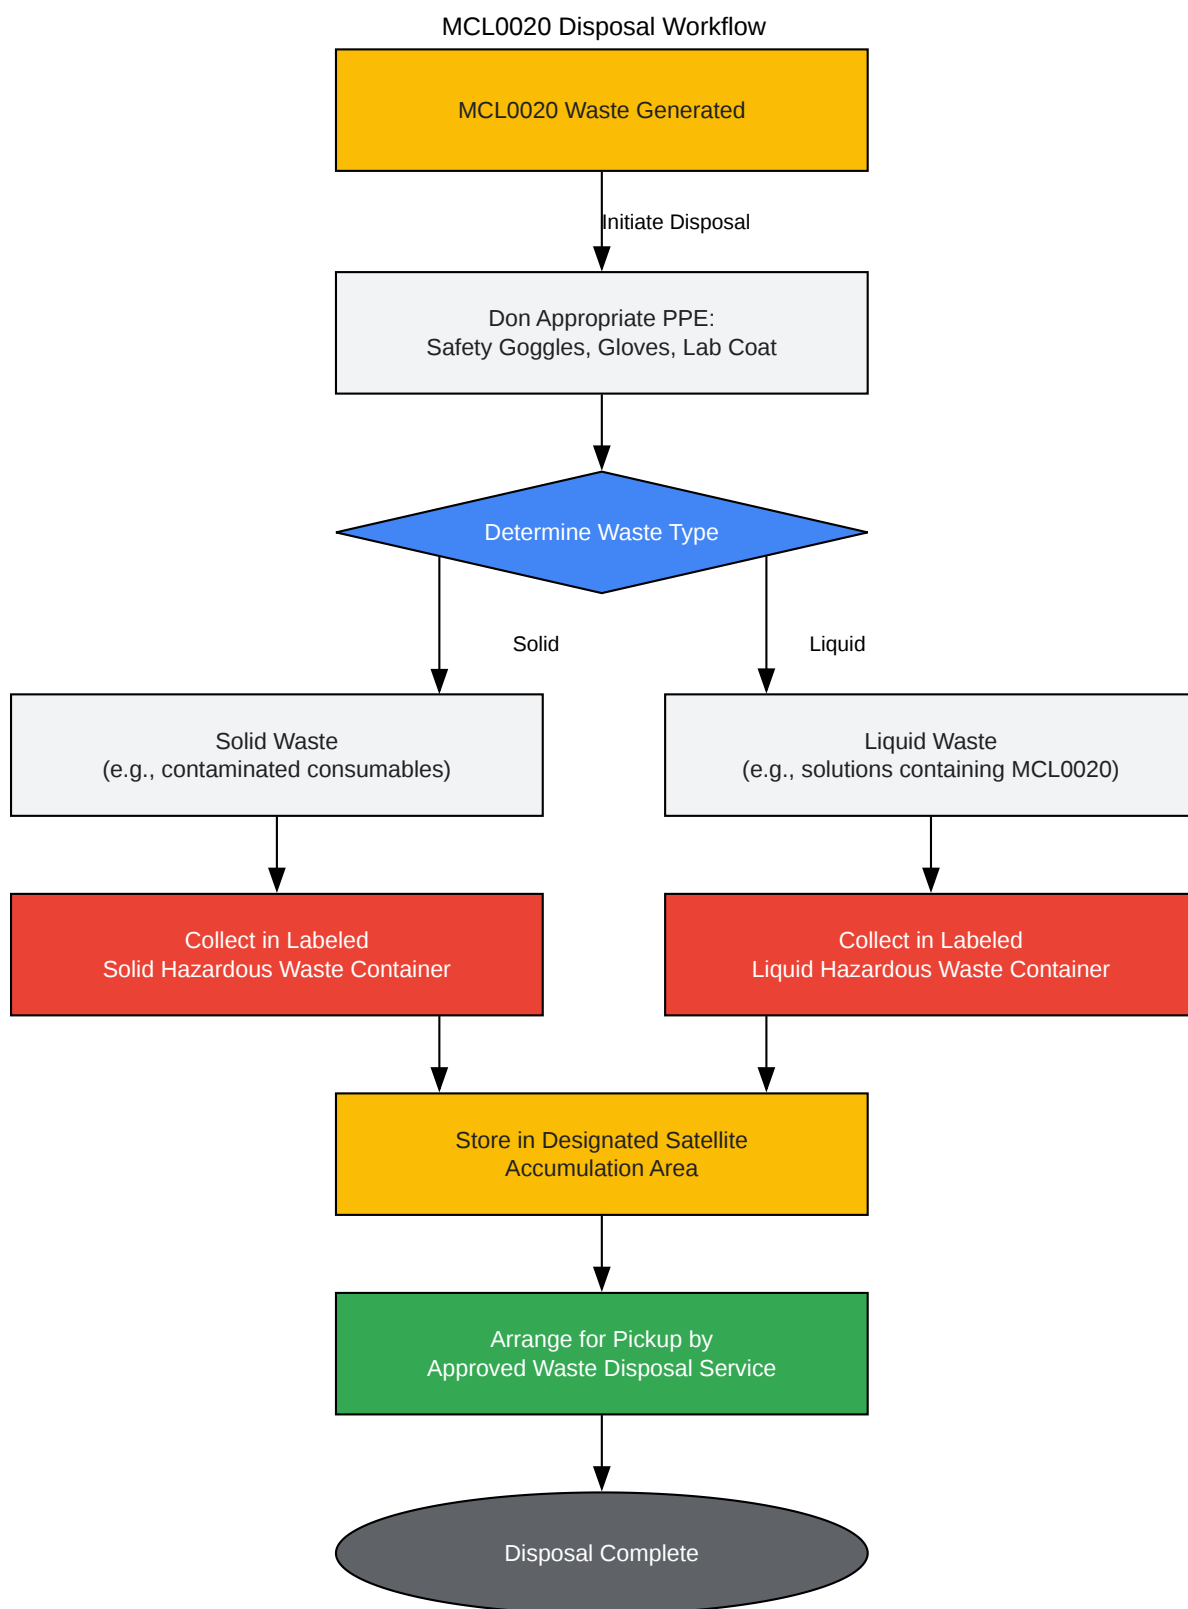 MCL0020 Disposal Workflow
MCL0020 Waste Generated
Initiate Disposal
Don Appropriate PPE:
Safety Goggles, Gloves, Lab Coat
Determine Waste Type
Solid
Liquid
Solid Waste
(e.g., contaminated consumables)
Liquid Waste
(e.g., solutions containing MCL0020)
Collect in Labeled
Solid Hazardous Waste Container
Collect in Labeled
Liquid Hazardous Waste Container
Store in Designated Satellite
Accumulation Area
Arrange for Pickup by
Approved Waste Disposal Service
Disposal Complete